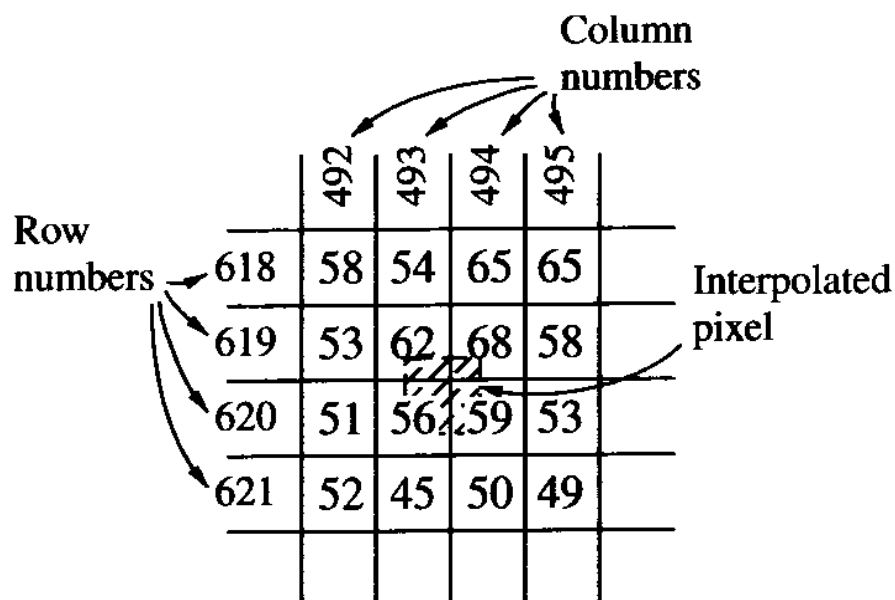 Column
numbers
492 493 494 495
Row
numbers
618 58 54 65 65
Interpolated
pixel
619 53 62 68 58
620 51 56 59 53
621 52 45 50 49